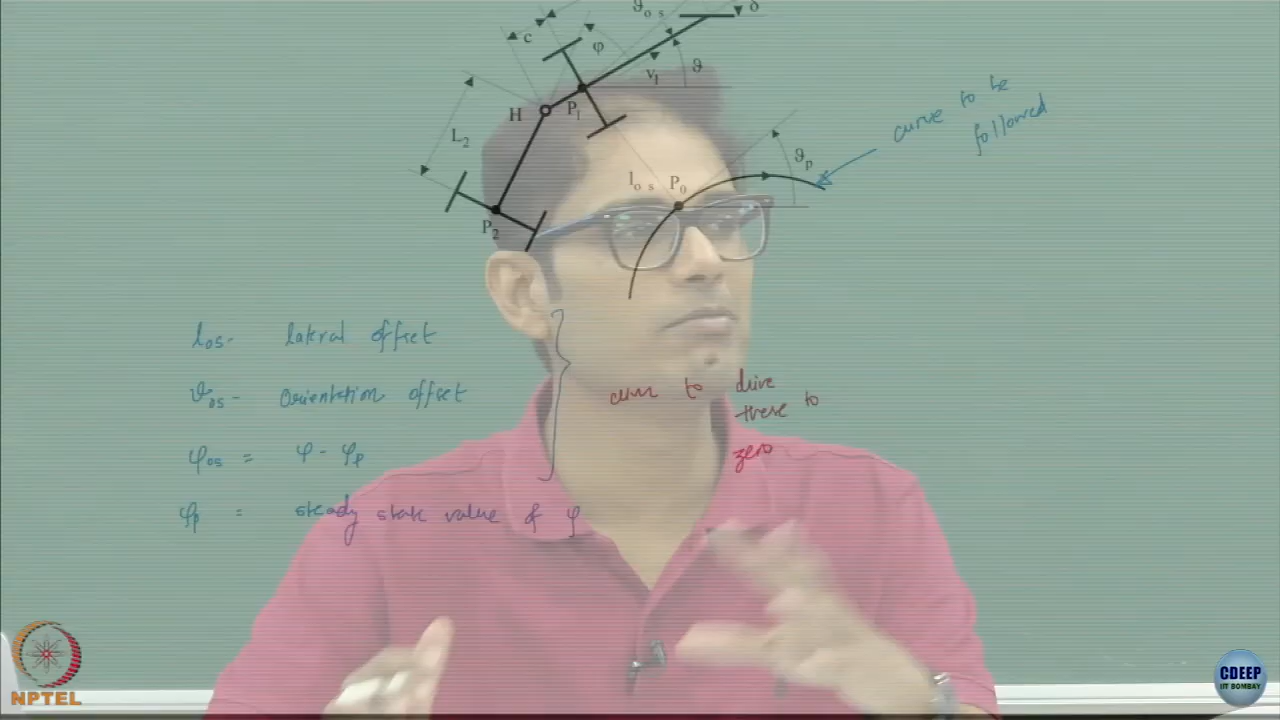 ϑo s
δ
c
φ
v1
ϑ
H
P1
L2
curve to be
followed
ϑp
lo s P0
P2
los - lateral offset
ϑos - Orientation offset
φos = φ - φp
to drive
these to
zero
φp = steady state value of φ
NPTEL
CDEEP
IIT BOMBAY